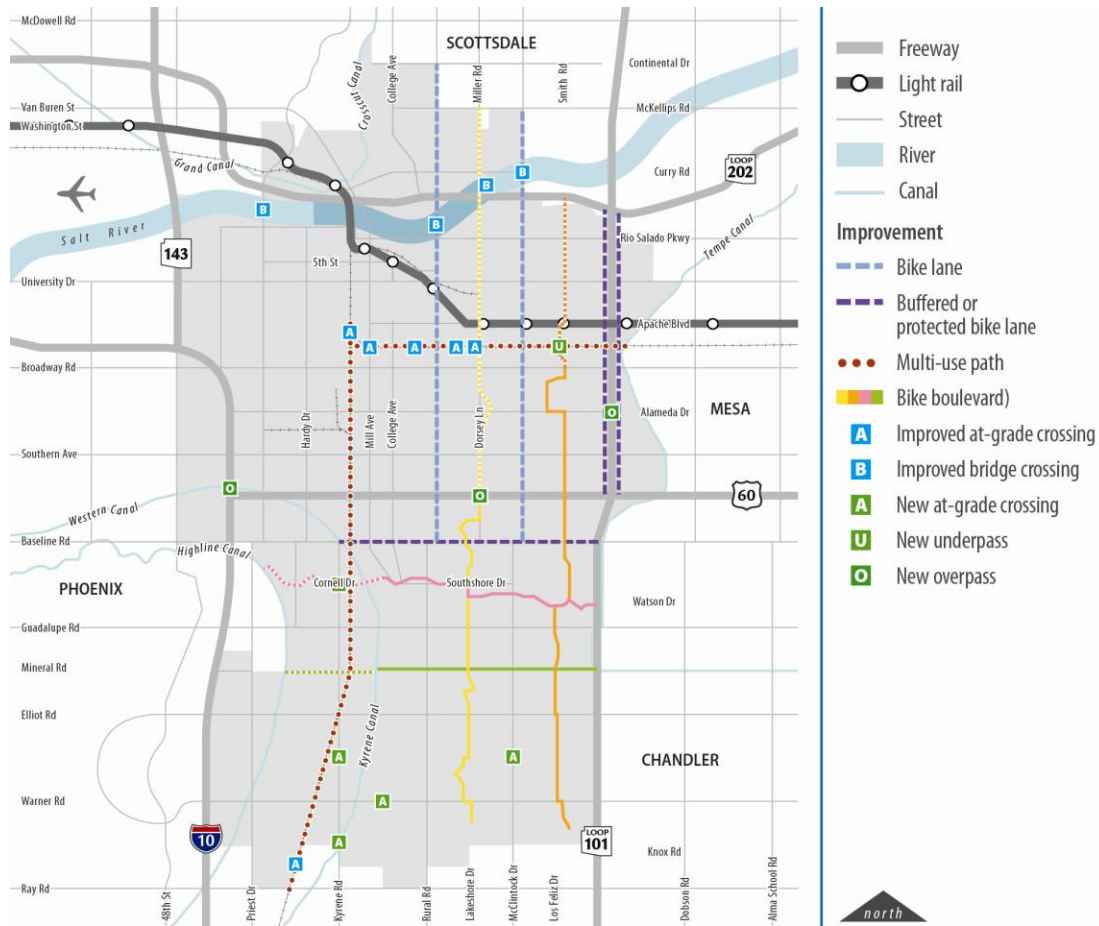 McDowell Rd
SCOTTSDALE
Crosscut Canal
College Ave
Miller Rd
Smith Rd
Continental Dr
Van Buren St
McKellips Rd
Washington St
Grand Canal
Curry Rd
LOOP
202
Salt River
143
Rio Salado Pkwy
Tempe Canal
5th St
University Dr
Apache Blvd
Broadway Rd
Hardy Dr
Mill Ave
College Ave
Dorsey Ln
Alameda Dr
MESA
Southern Ave
60
Western Canal
Baseline Rd
Highline Canal
PHOENIX
Cornell Dr
Southshore Dr
Watson Dr
Guadalupe Rd
Mineral Rd
Elliot Rd
Kyrene Canal
CHANDLER
Warner Rd
10
LOOP
101
Knox Rd
Ray Rd
48th St
Priest Dr
Kyrene Rd
Rural Rd
Lakeshore Dr
McClintock Dr
Los Feliz Dr
Dobson Rd
Alma School Rd
B
B
B
B
A
A
A
A
A
U
O
O
O
A
A
A
A
A
Freeway
Light rail
Street
River
Canal
Improvement
Bike lane
Buffered or
protected bike lane
Multi-use path
Bike boulevard)
A Improved at-grade crossing
B Improved bridge crossing
A New at-grade crossing
U New underpass
O New overpass
north